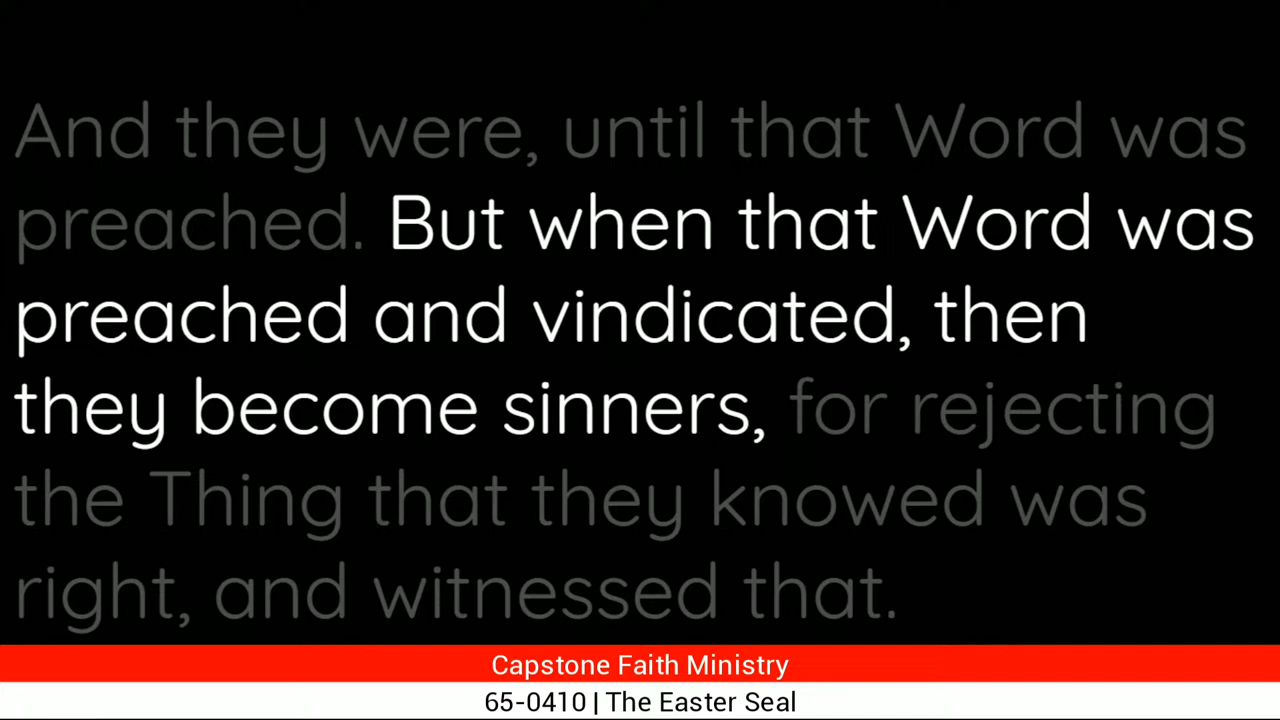 And they were, until that Word was
preached. But when that Word was
preached and vindicated, then
they become sinners, for rejecting
the Thing that they knowed was
right, and witnessed that.
Capstone Faith Ministry
65-0410 | The Easter Seal